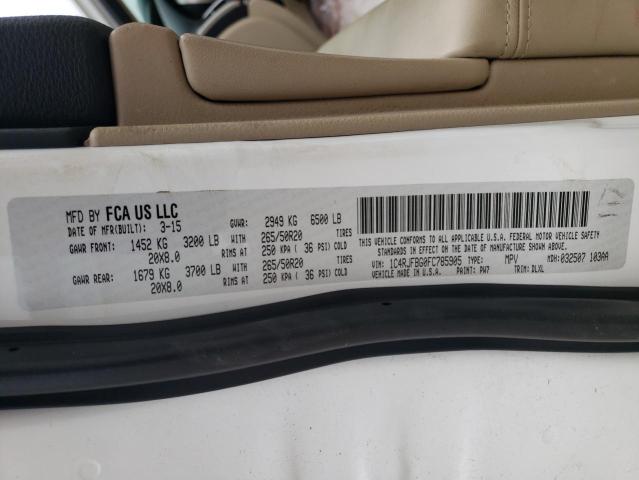 MFD BY FCA US LLC
DATE OF MFR(BUILT): 3-15 GVWR: 2949 KG 6500 LB
GAWR FRONT: 1452 KG 3200 LB WITH 265/50R20 TIRES
20X8.0 RIMS AT 250 KPA ( 36 PSI) COLD
GAWR REAR: 1679 KG 3700 LB WITH 265/50R20 TIRES
20X8.0 RIMS AT 250 KPA ( 36 PSI) COLD
THIS VEHICLE CONFORMS TO ALL APPLICABLE U.S.A. FEDERAL MOTOR VEHICLE SAFETY
STANDARDS IN EFFECT ON THE DATE OF MANUFACTURE SHOWN ABOVE.
VIN: 1C4RJFBG0FC785905 TYPE: MPV MDH:032507 103AA
VEHICLE MADE IN U.S.A. PAINT: PW7 TRIM: DLXL